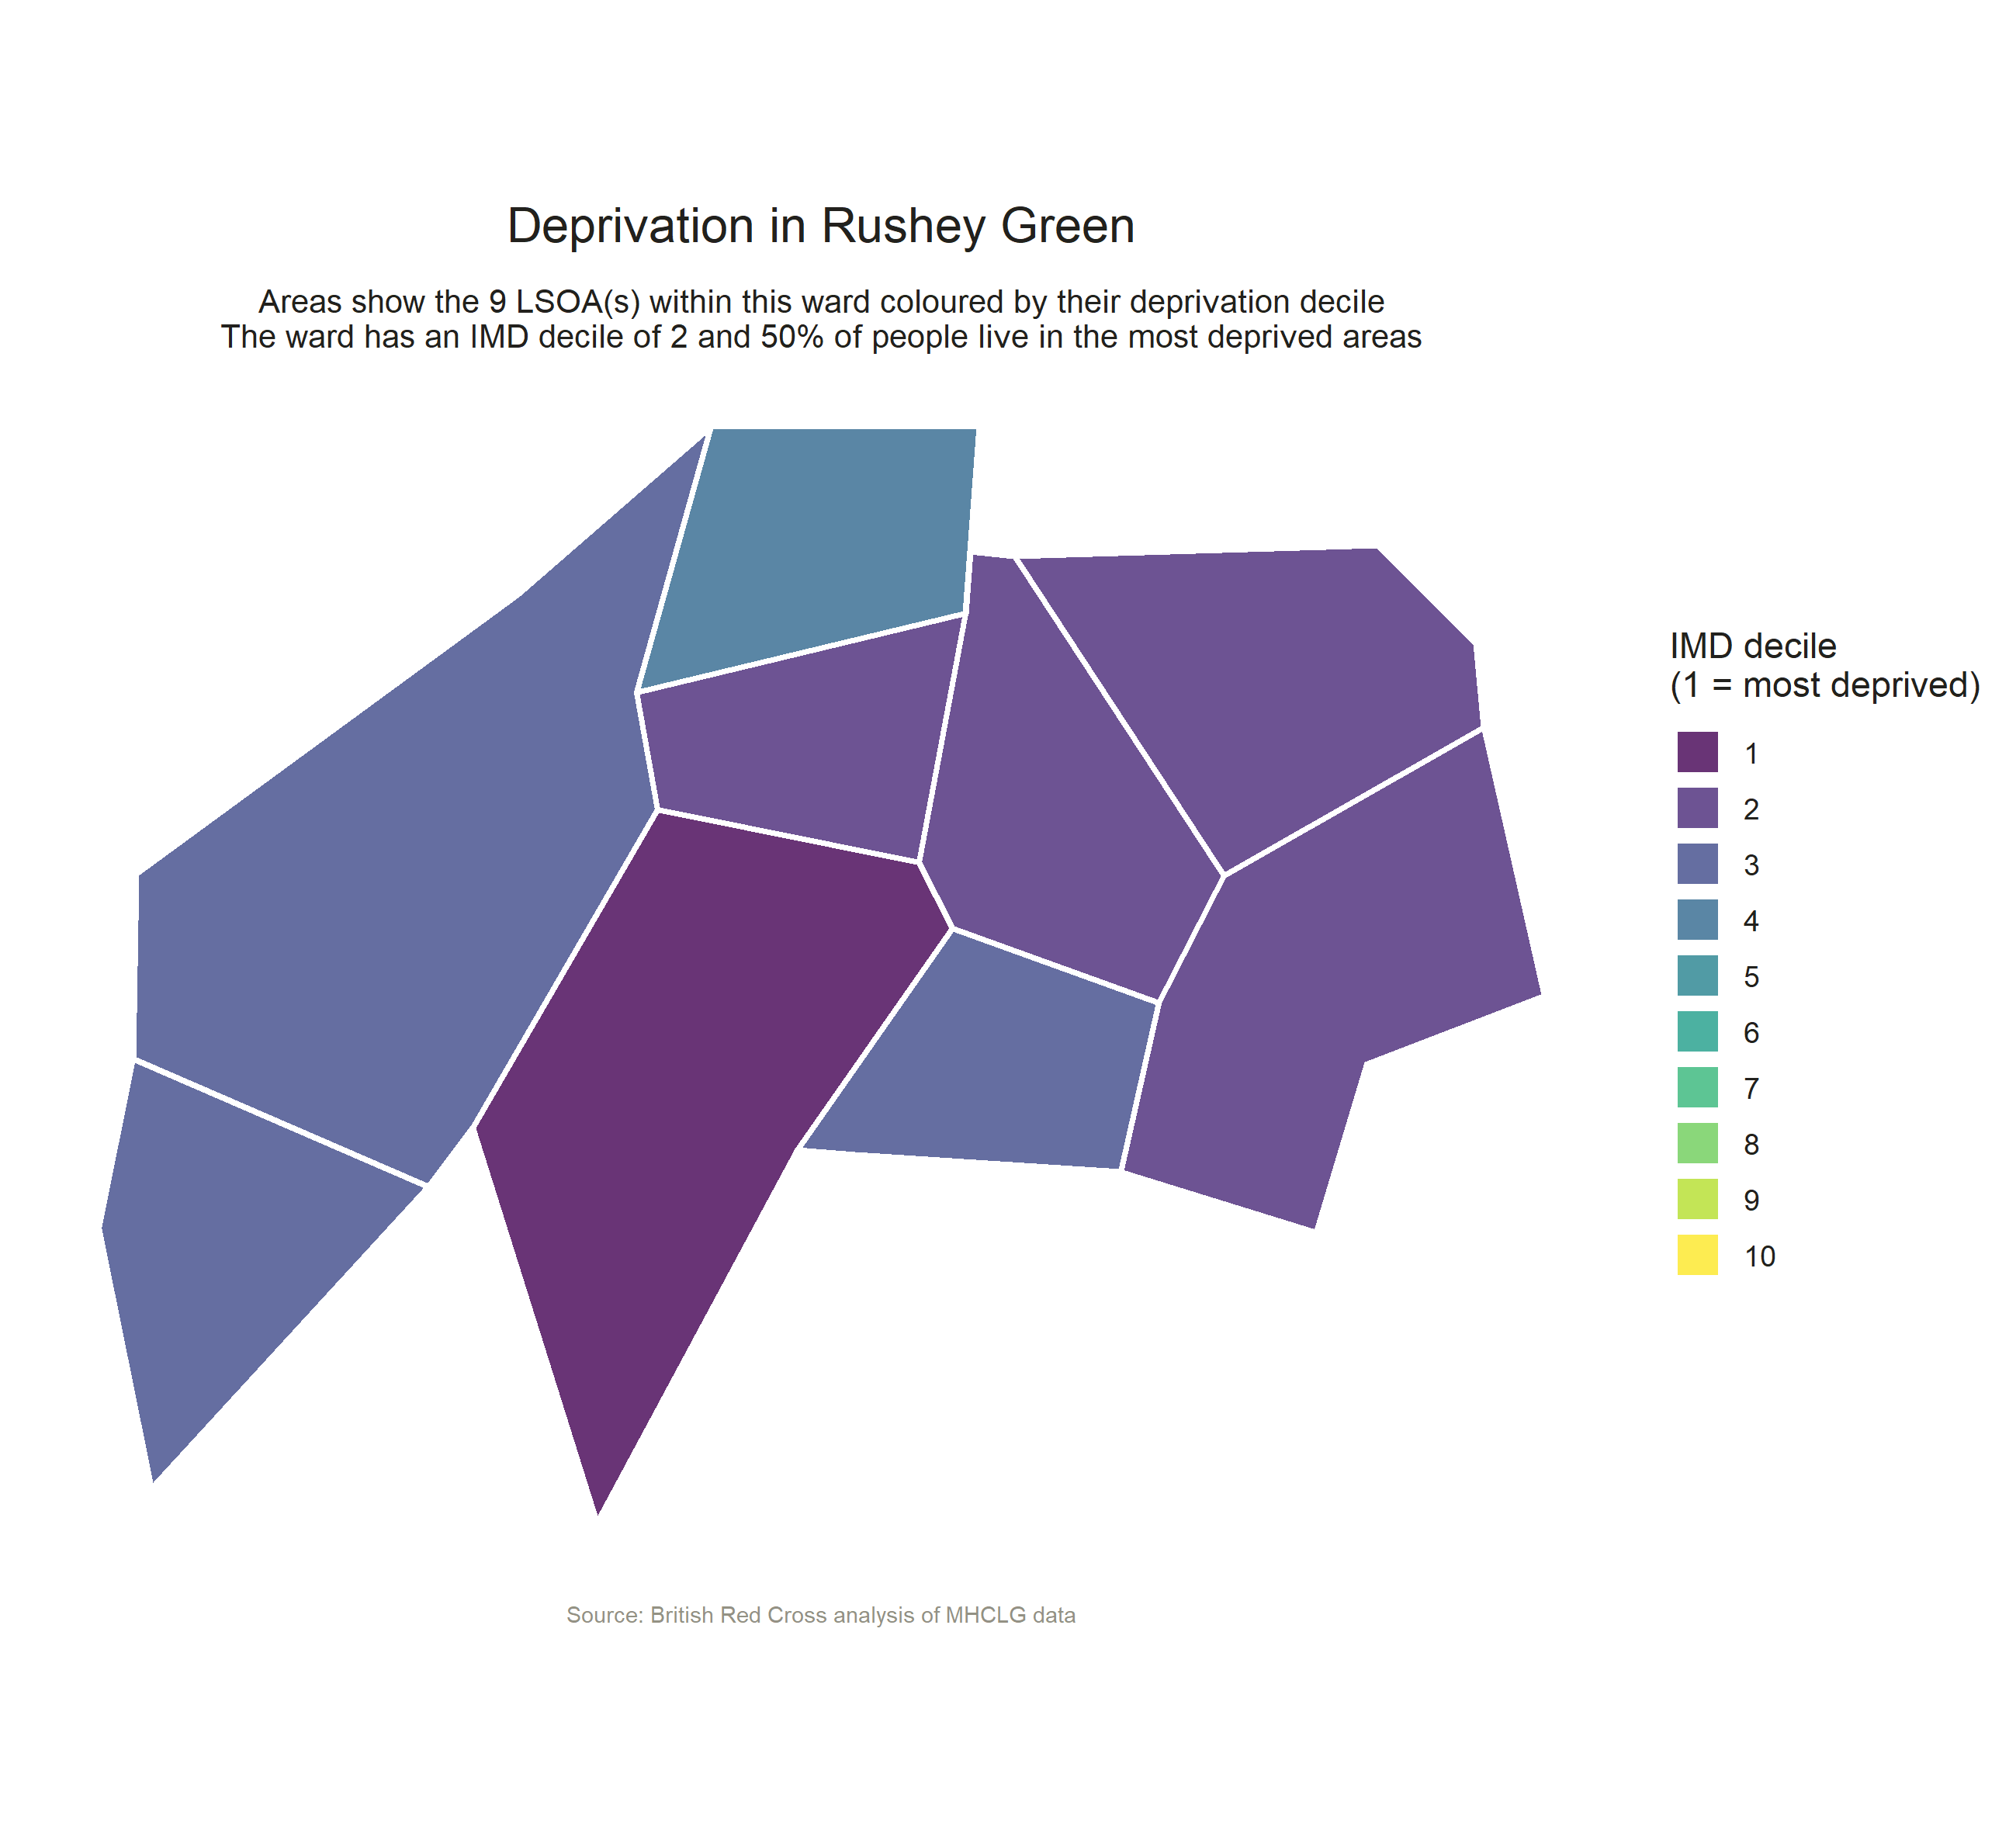 Deprivation in Rushey Green
Areas show the 9 LSOA(s) within this ward coloured by their deprivation decile
The ward has an IMD decile of 2 and 50% of people live in the most deprived areas
IMD decile
(1 = most deprived)
1
2
3
4
5
6
7
8
9
10
Source: British Red Cross analysis of MHCLG data